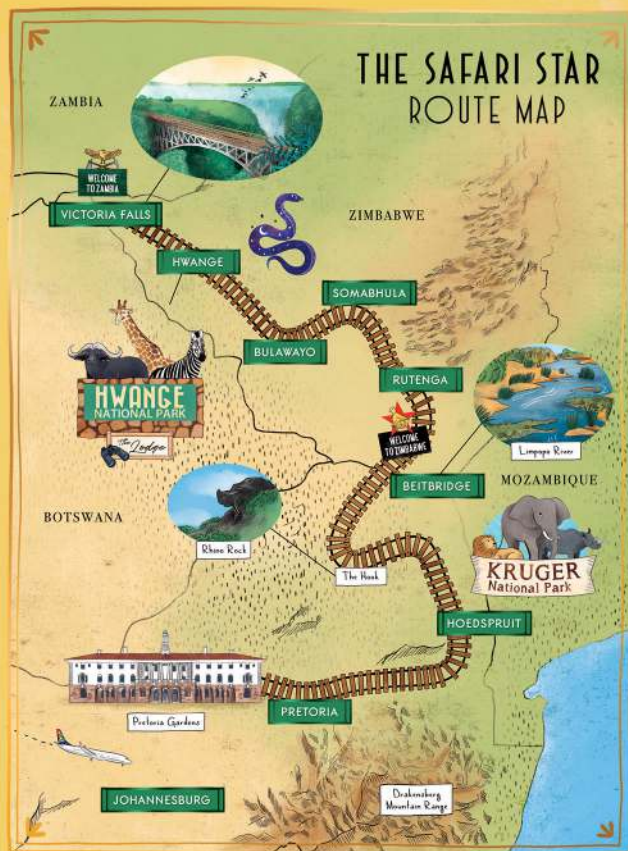 THE SAFARI STAR
ROUTE MAP
ZAMBIA
WELCOME
TO ZAMBIA
VICTORIA FALLS
ZIMBABWE
HWANGE
SOMABHULA
BULAWAYO
RUTENGA
HWANGE
NATIONAL PARK
The Lodge
WELCOME
TO ZIMBABWE
Limpopo River
BEITBRIDGE
MOZAMBIQUE
BOTSWANA
Rhino Rock
The Hook
KRUGER
National Park
HOEDSPRUIT
Pretoria Gardens
PRETORIA
JOHANNESBURG
Drakensberg
Mountain Range